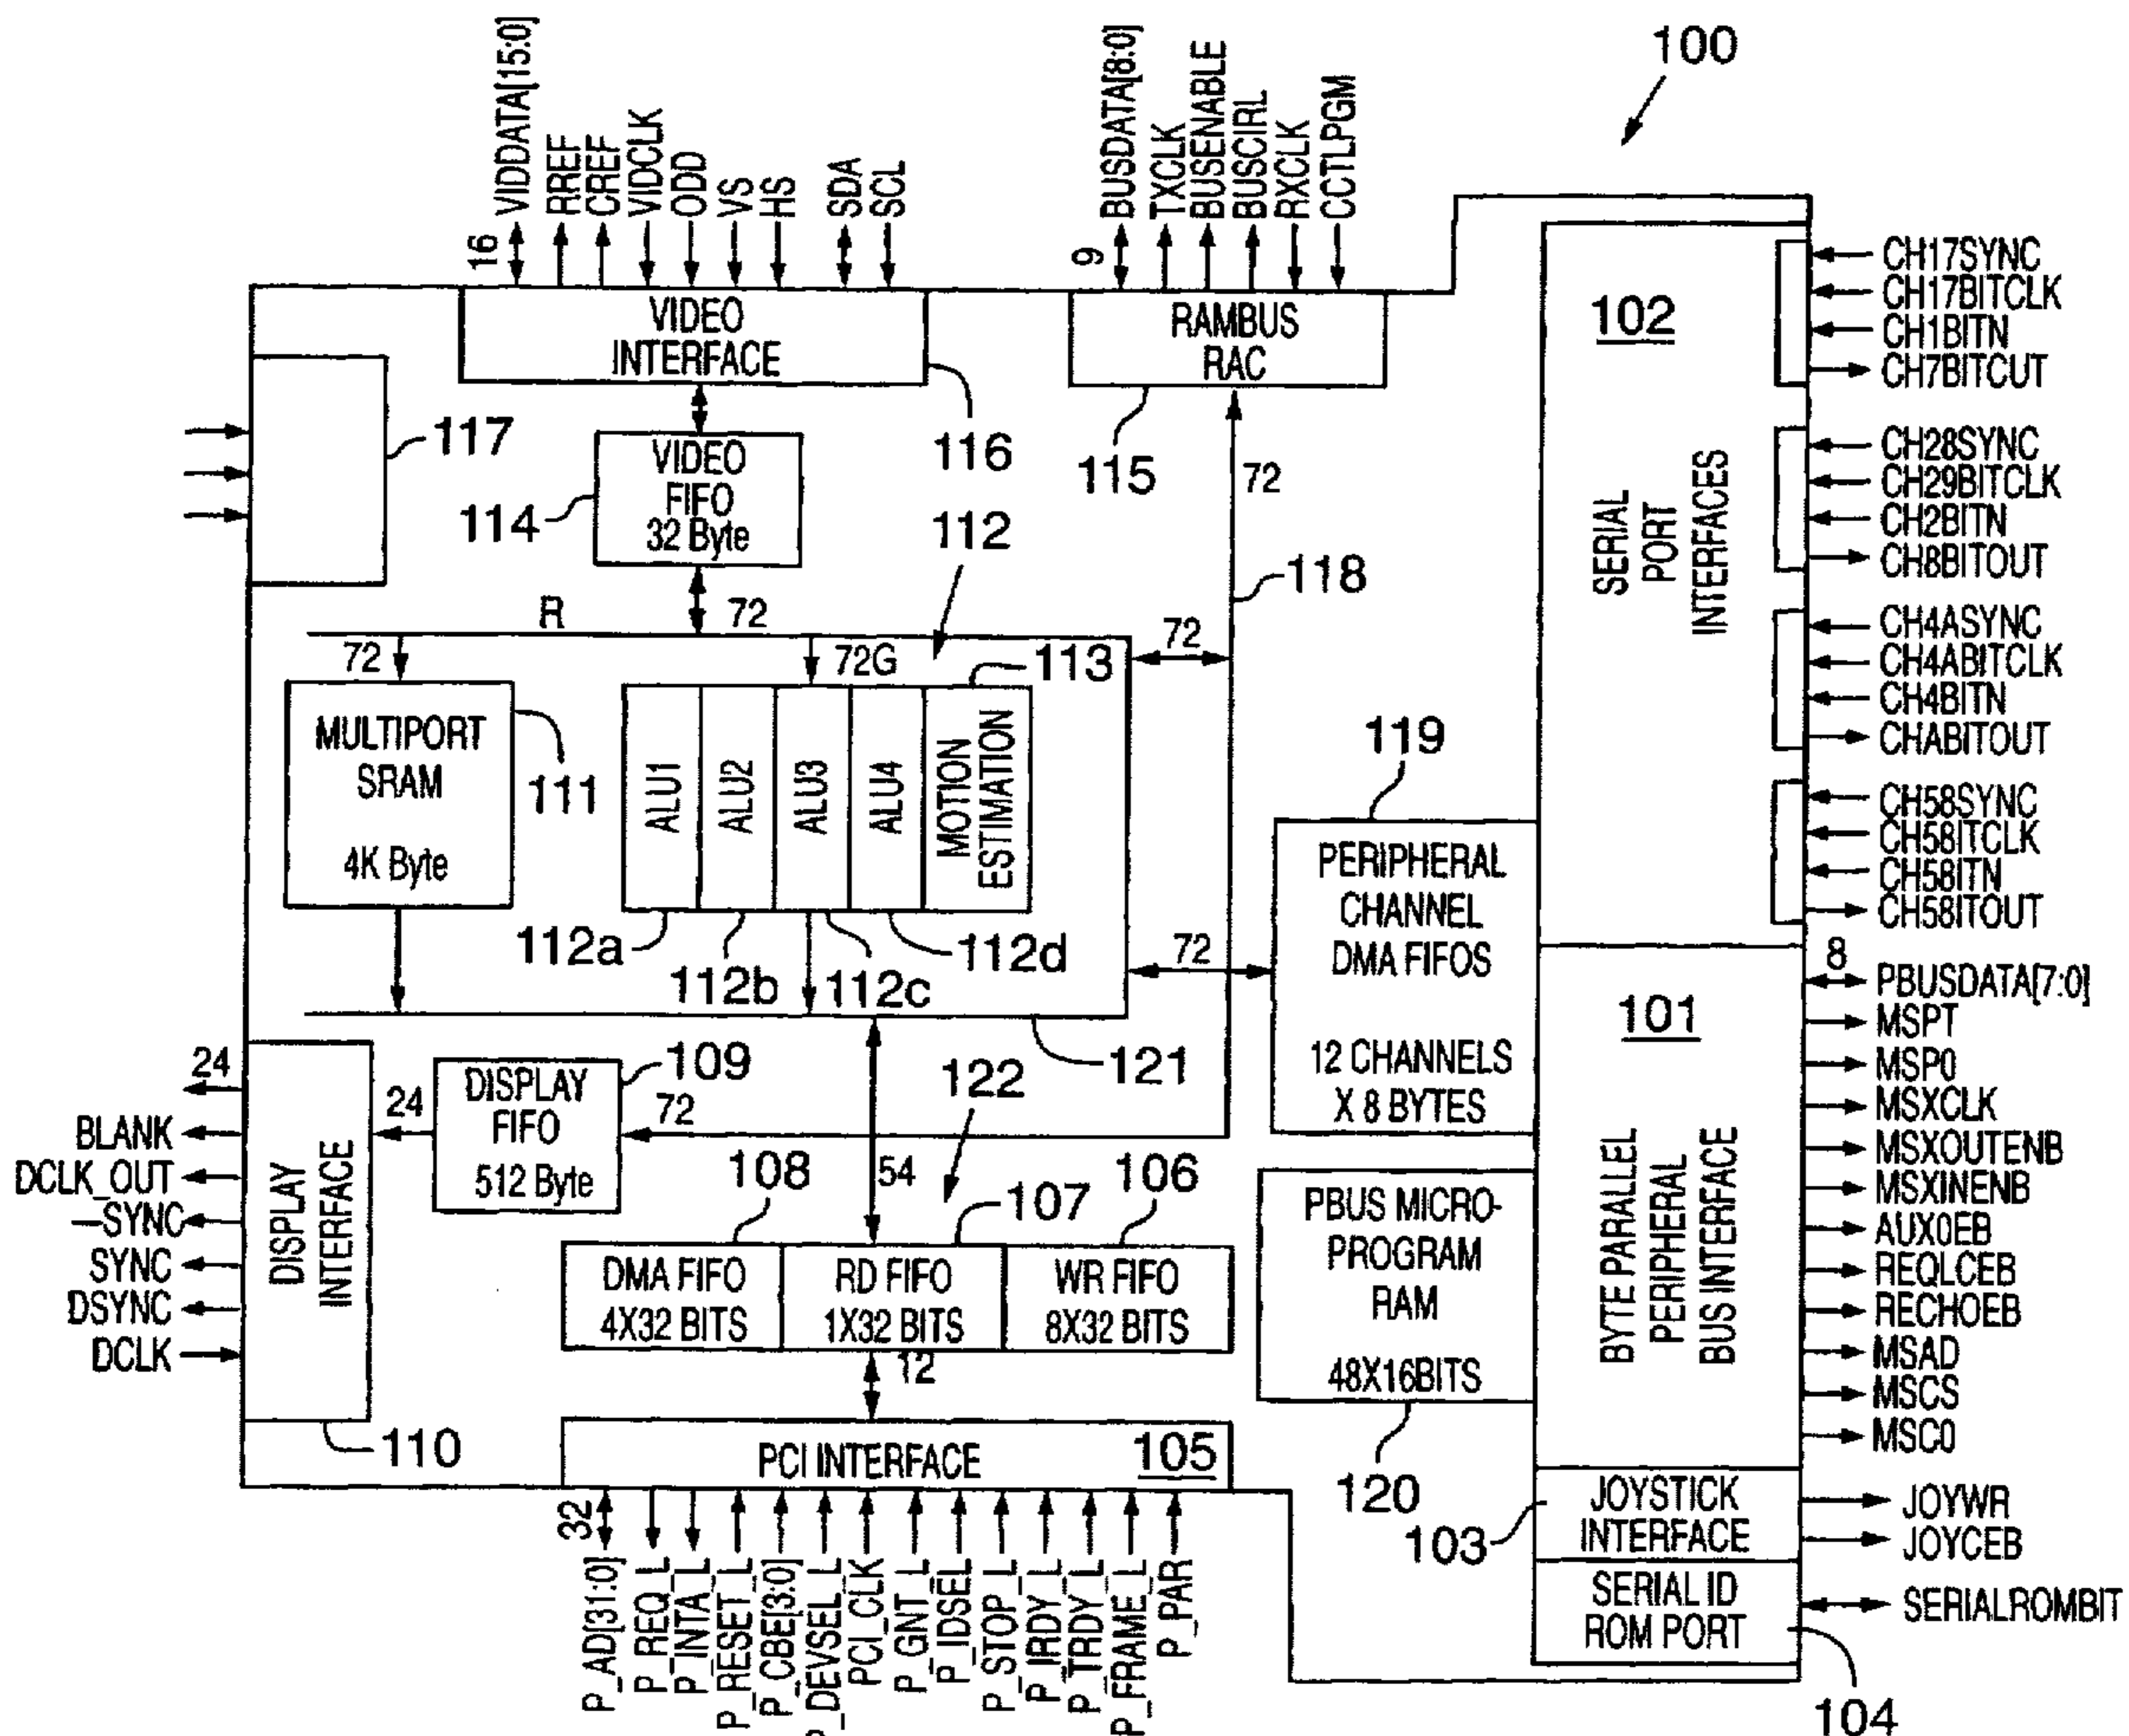 100
16
VIDDATA[15:0]
RREF
CREF
VIDCLK
ODD
VS
HS
SDA
SCL
9
BUSDATA[8:0]
TXCLK
BUSENABLE
BUSCIRL
RXCLK
CCTLPGM
VIDEO
INTERFACE
116
RAMBUS
RAC
115
117
VIDEO
FIFO
32 Byte
114
112
72
118
R
72
72
72G
72
113
MULTIPORT
SRAM
4K Byte
111
ALU1
ALU2
ALU3
ALU4
MOTION
ESTIMATION
112a
112b
112c
112d
72
121
119
PERIPHERAL
CHANNEL
DMA FIFOS
12 CHANNELS
X 8 BYTES
102
SERIAL
PORT
INTERFACES
CH17SYNC
CH17BITCLK
CH1BITN
CH7BITCUT
CH28SYNC
CH29BITCLK
CH2BITN
CH8BITOUT
CH4ASYNC
CH4ABITCLK
CH4BITN
CHABITOUT
CH58SYNC
CH58ITCLK
CH58ITN
CH58ITOUT
101
BYTE PARALLEL
PERIPHERAL
BUS INTERFACE
8
PBUSDATA[7:0]
MSPT
MSP0
MSXCLK
MSXOUTENB
MSXINENB
AUX0EB
REQLCEB
RECHOEB
MSAD
MSCS
MSC0
24
BLANK
DCLK_OUT
—SYNC
SYNC
DSYNC
DCLK
DISPLAY
INTERFACE
110
24
DISPLAY
FIFO
512 Byte
109
72
122
54
108
107
106
DMA FIFO
4X32 BITS
RD FIFO
1X32 BITS
WR FIFO
8X32 BITS
12
PCI INTERFACE
105
PBUS MICRO-
PROGRAM
RAM
48X16BITS
120
JOYSTICK
INTERFACE
103
JOYWR
JOYCEB
SERIAL ID
ROM PORT
SERIALROMBIT
104
32
P_AD[31:0]
P_REQ_L
P_INTA_L
P_RESET_L
P_CBE[3:0]
P_DEVSEL_L
PCI_CLK
P_GNT_L
P_IDSEL
P_STOP_L
P_IRDY_L
P_TRDY_L
P_FRAME_L
P_PAR